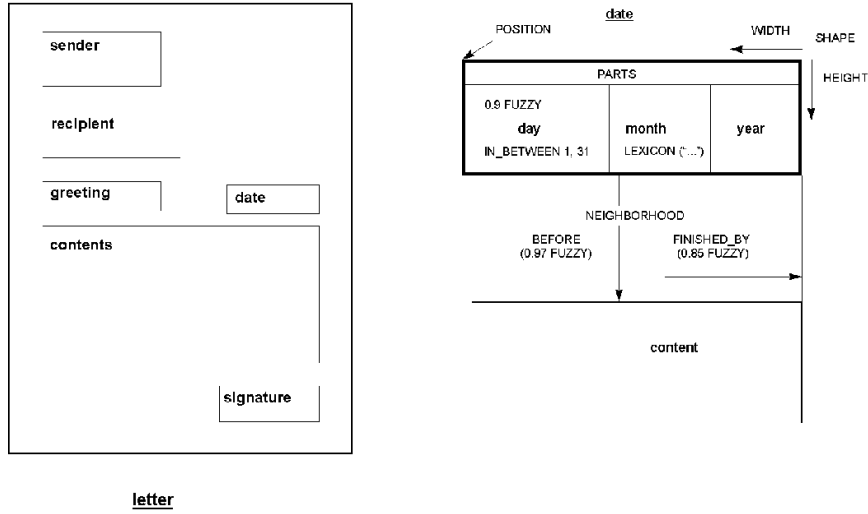 sender
recipient
greeting
date
contents
signature
letter
date
POSITION
WIDTH
SHAPE
HEIGHT
PARTS
0.9 FUZZY
day
month
year
IN_BETWEEN 1, 31
LEXICON ("...")
NEIGHBORHOOD
BEFORE
(0.97 FUZZY)
FINISHED_BY
(0.85 FUZZY)
content